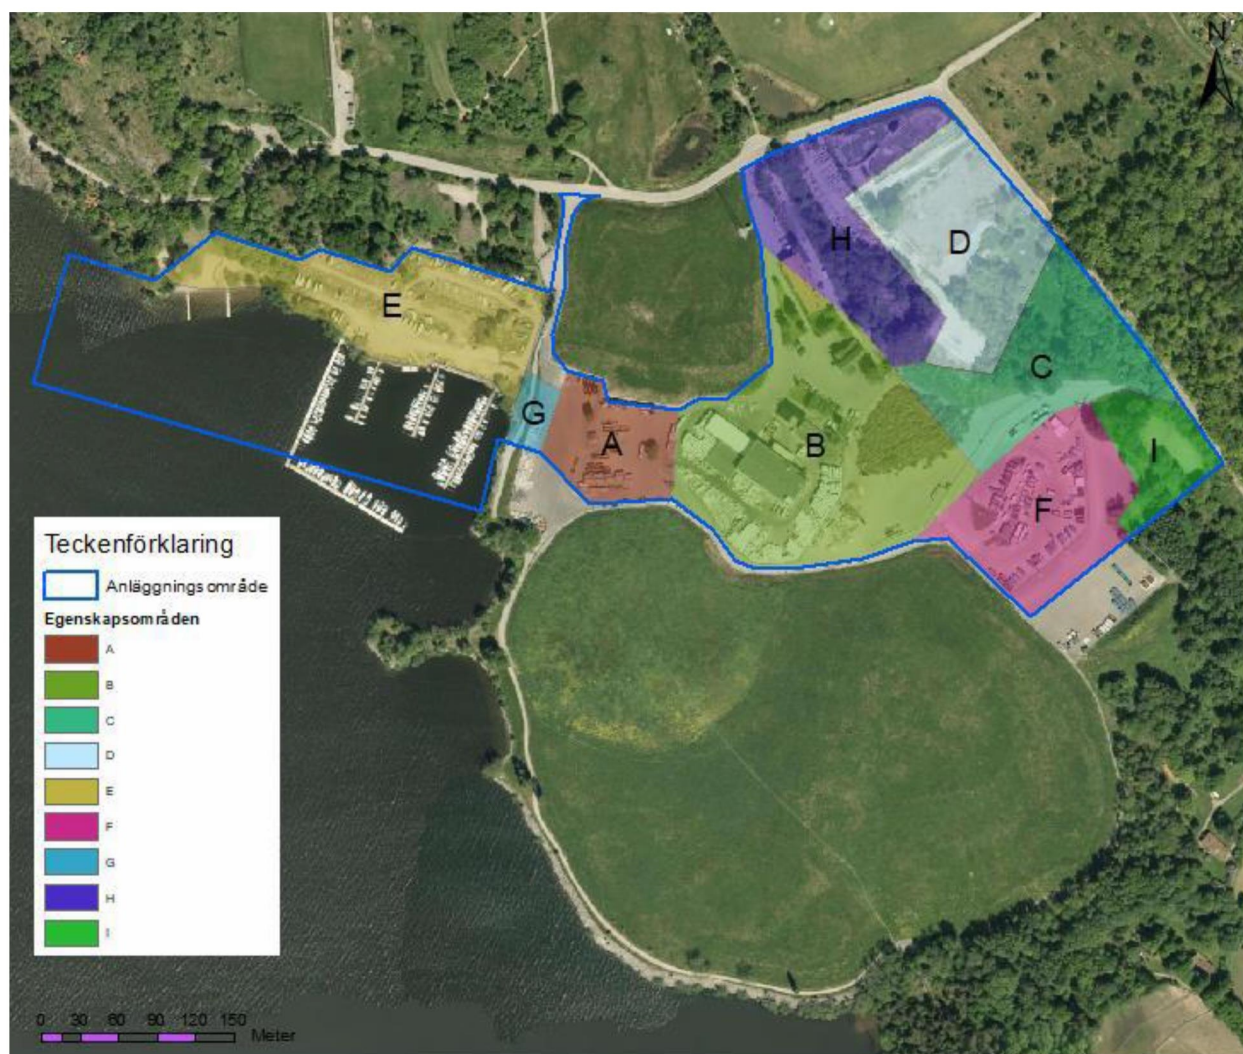 N
H
D
E
C
G
A
B
I
F
Teckenförklaring
Anläggningsområde
Egenskapsområden
A
B
C
D
E
F
G
H
I
0 30 60 90 120 150
Meter